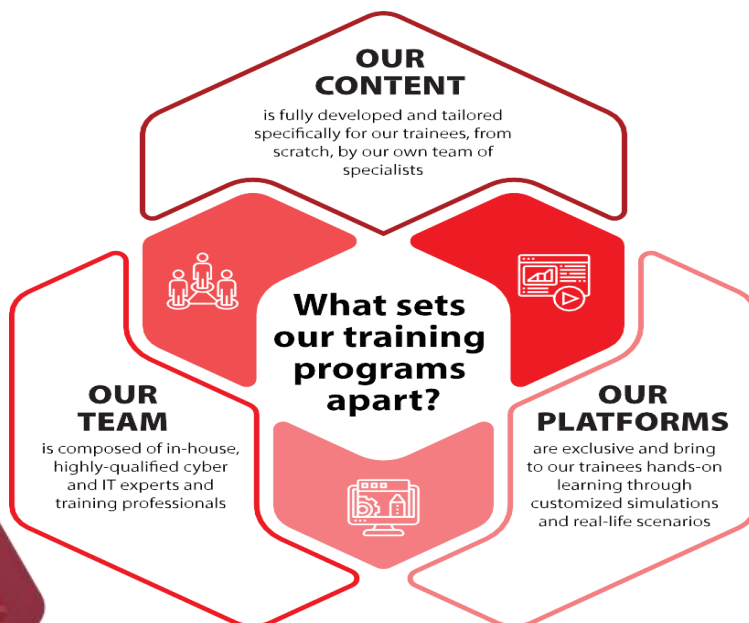 OUR
CONTENT
is fully developed and tailored
specifically for our trainees, from
scratch, by our own team of
specialists
What sets
our training
programs
apart?
OUR
TEAM
is composed of in-house,
highly-qualified cyber
and IT experts and
training professionals
OUR
PLATFORMS
are exclusive and bring
to our trainees hands-on
learning through
customized simulations
and real-life scenarios